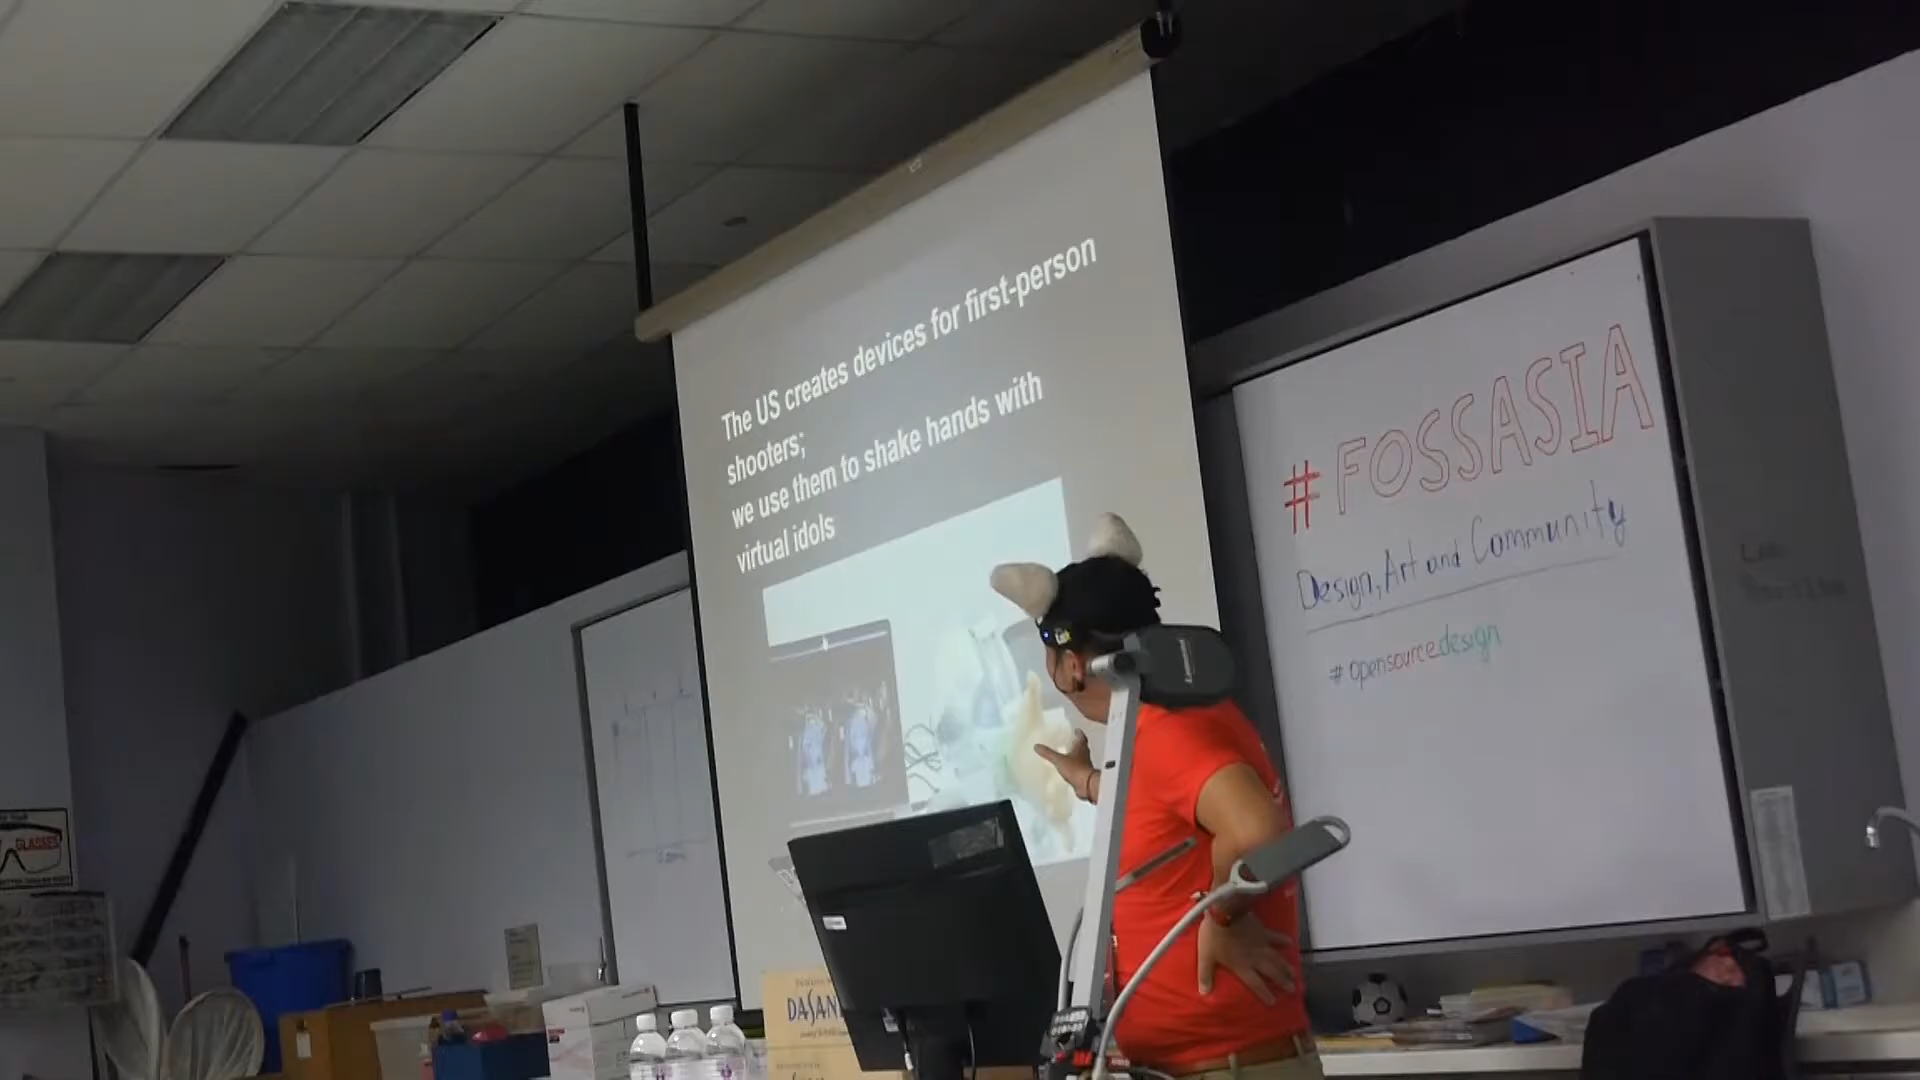 The US creates devices for first-person
shooters;
we use them to shake hands with
virtual idols
#FOSSASIA
Design, Art and Community
#opensourcedesign
GLASSES
DASANI